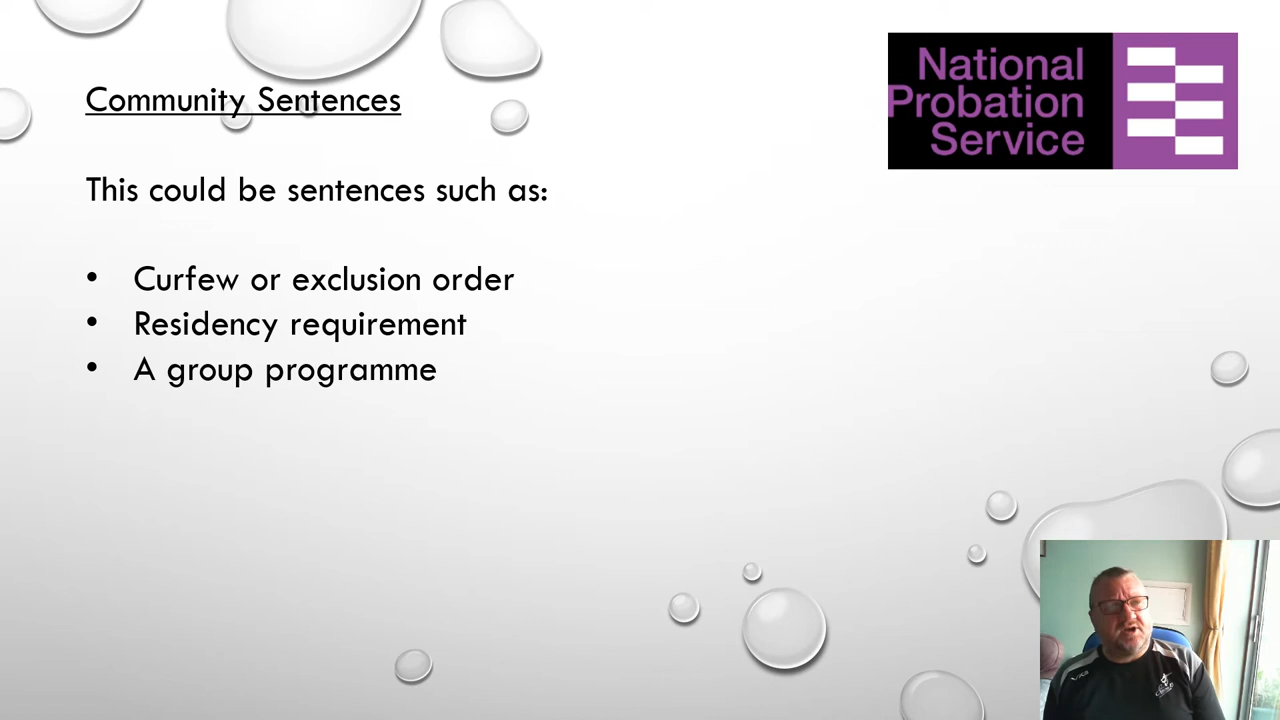 National
Probation
Service
Community Sentences
This could be sentences such as:
• Curfew or exclusion order
• Residency requirement
• A group programme